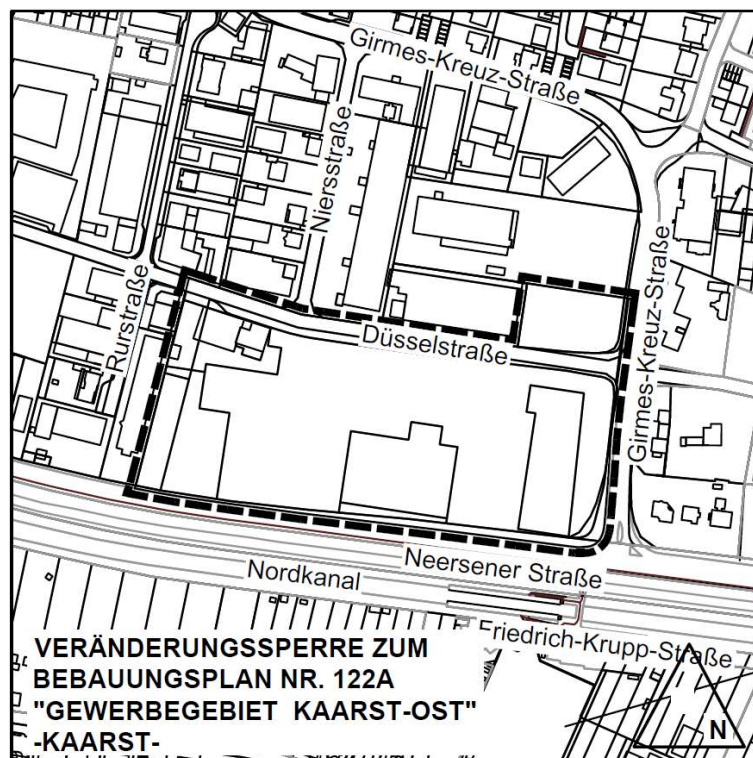 Girmes-Kreuz-Straße
Niersstraße
Rurstraße
Düsselstraße
Girmes-Kreuz-Straße
Neersener Straße
Nordkanal
Friedrich-Krupp-Straße
VERÄNDERUNGSSPERRE ZUM
BEBAUUNGSPLAN NR. 122A
"GEWERBEGEBIET KAARST-OST"
-KAARST-
N